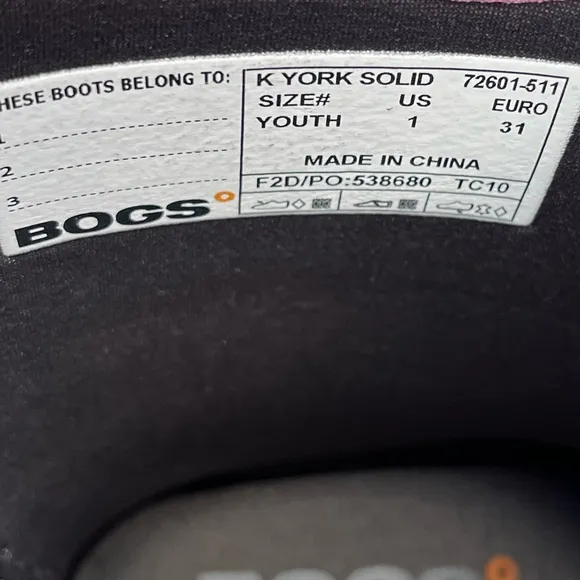 HESE BOOTS BELONG TO:
1
2
3
BOGS
K YORK SOLID 72601-511
SIZE# US EURO
YOUTH 1 31
MADE IN CHINA
F2D/PO:538680 TC10
BOGS